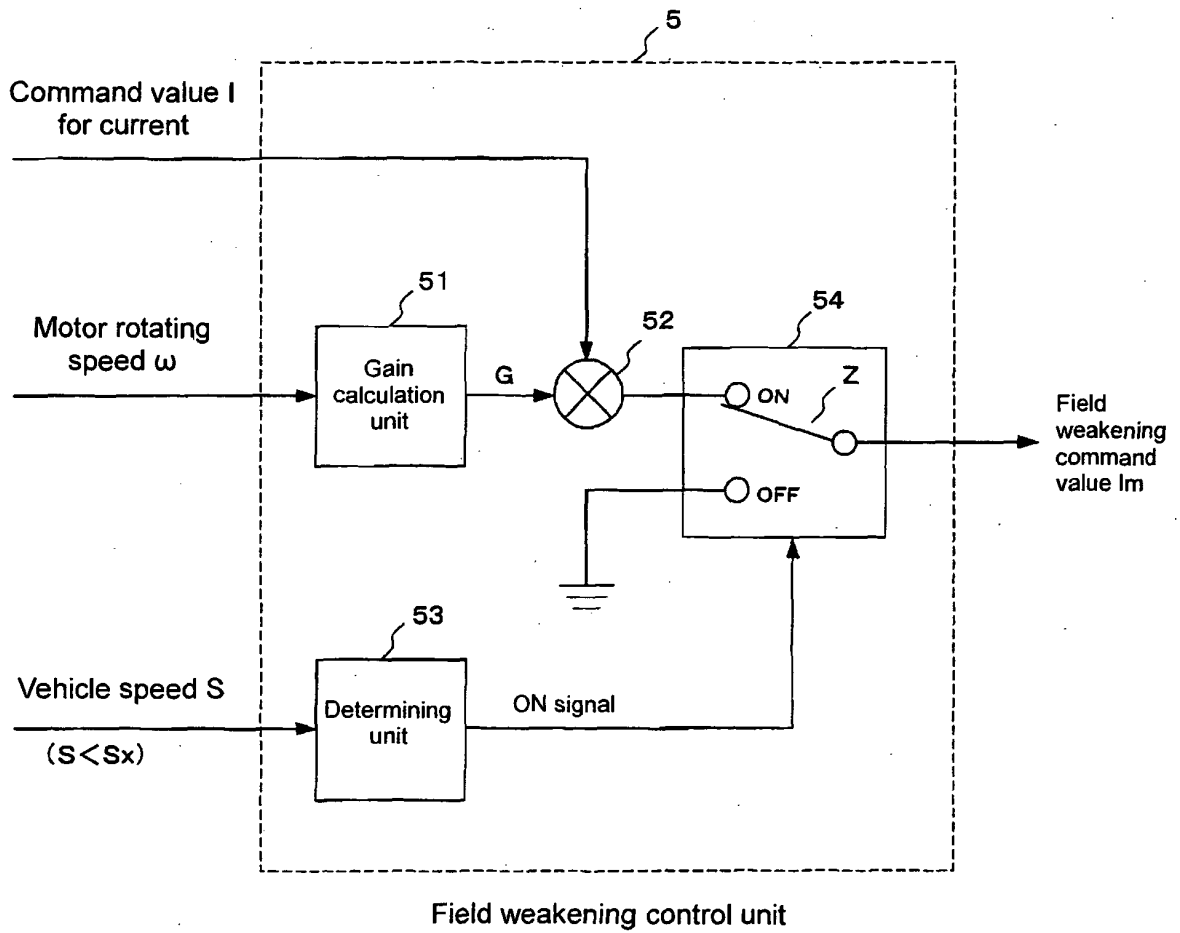 5
Command value I
for current
51
Motor rotating
speed ω
Gain
calculation
unit
G
52
54
ON
Z
OFF
Field
weakening
command
value Im
53
Vehicle speed S
(S<Sx)
Determining
unit
ON signal
Field weakening control unit